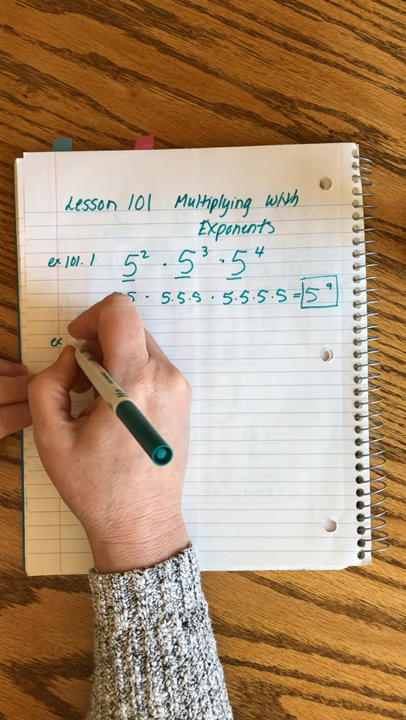 Lesson 101 Multiplying with
Exponents
ex 101.1 5² · 5³ · 5⁴
5 · 5·5·5 · 5·5·5·5 = 5⁹
ex